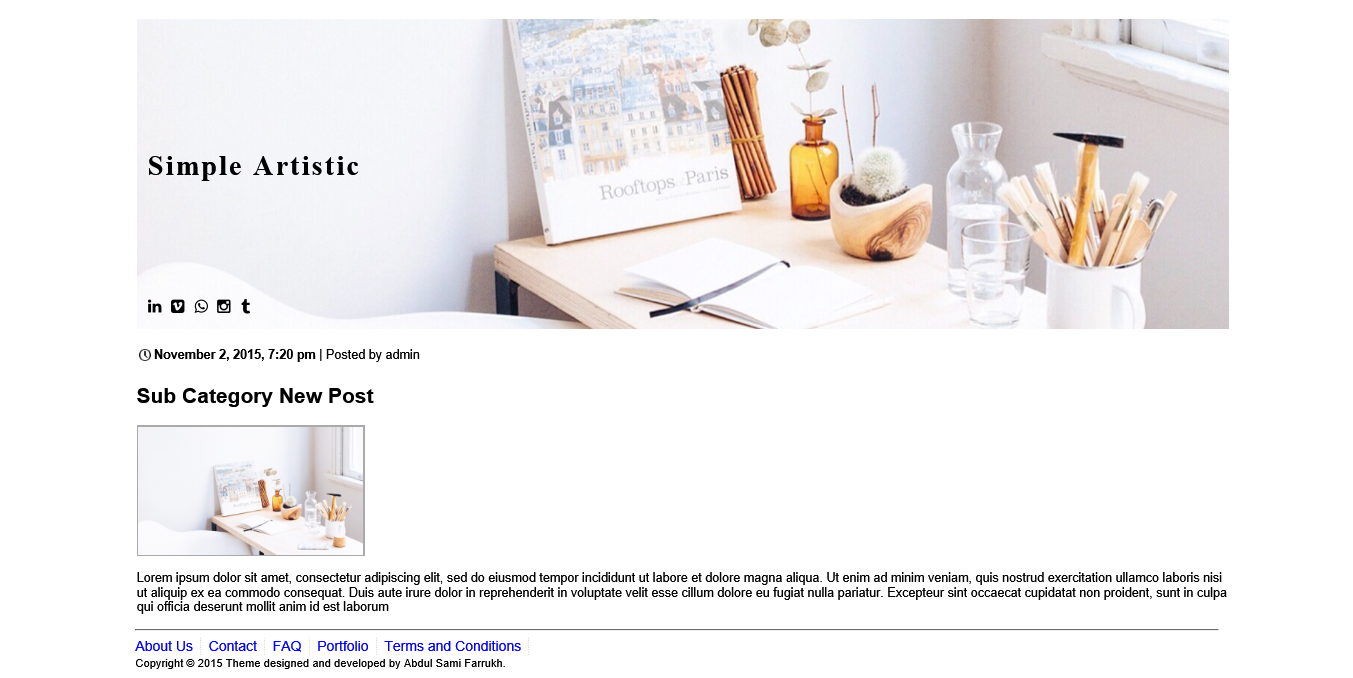 Rooftops of Paris
Simple Artistic
November 2, 2015, 7:20 pm | Posted by admin
Sub Category New Post
Lorem ipsum dolor sit amet, consectetur adipiscing elit, sed do eiusmod tempor incididunt ut labore et dolore magna aliqua. Ut enim ad minim veniam, quis nostrud exercitation ullamco laboris nisi
ut aliquip ex ea commodo consequat. Duis aute irure dolor in reprehenderit in voluptate velit esse cillum dolore eu fugiat nulla pariatur. Excepteur sint occaecat cupidatat non proident, sunt in culpa
qui officia deserunt mollit anim id est laborum
About Us Contact FAQ Portfolio Terms and Conditions
Copyright © 2015 Theme designed and developed by Abdul Sami Farrukh.